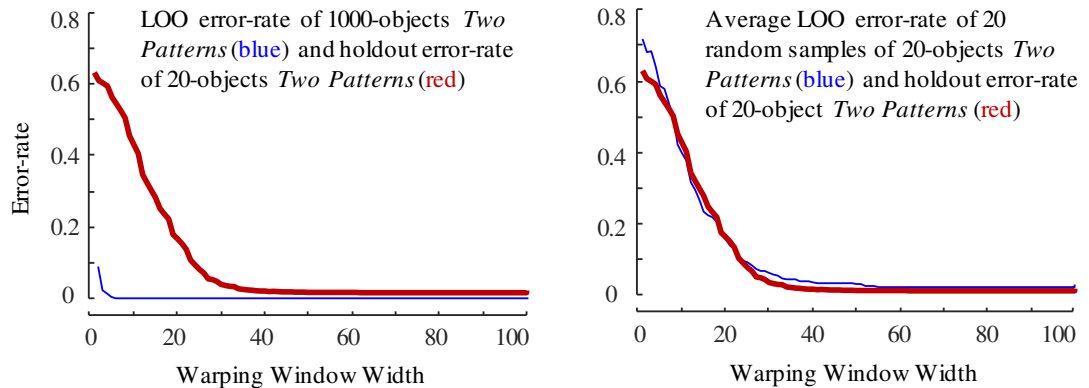 LOO error-rate of 1000-objects Two
Patterns (blue) and holdout error-rate
of 20-objects Two Patterns (red)
Error-rate
0.8
0.6
0.4
0.2
0
0 20 40 60 80 100
Warping Window Width
Average LOO error-rate of 20
random samples of 20-objects Two
Patterns (blue) and holdout error-rate
of 20-object Two Patterns (red)
0.8
0.6
0.4
0.2
0
0 20 40 60 80 100
Warping Window Width